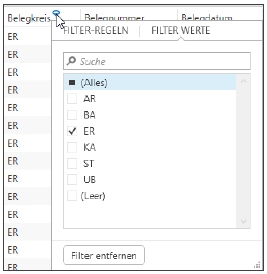 Belegkreis Belegnummer Belegdatum
ER FILTER-REGELN FILTER WERTE
ER
ER Suche
ER (Alles)
ER AR
ER BA
ER ER
ER KA
ER ST
ER UB
ER (Leer)
ER
ER
ER Filter entfernen